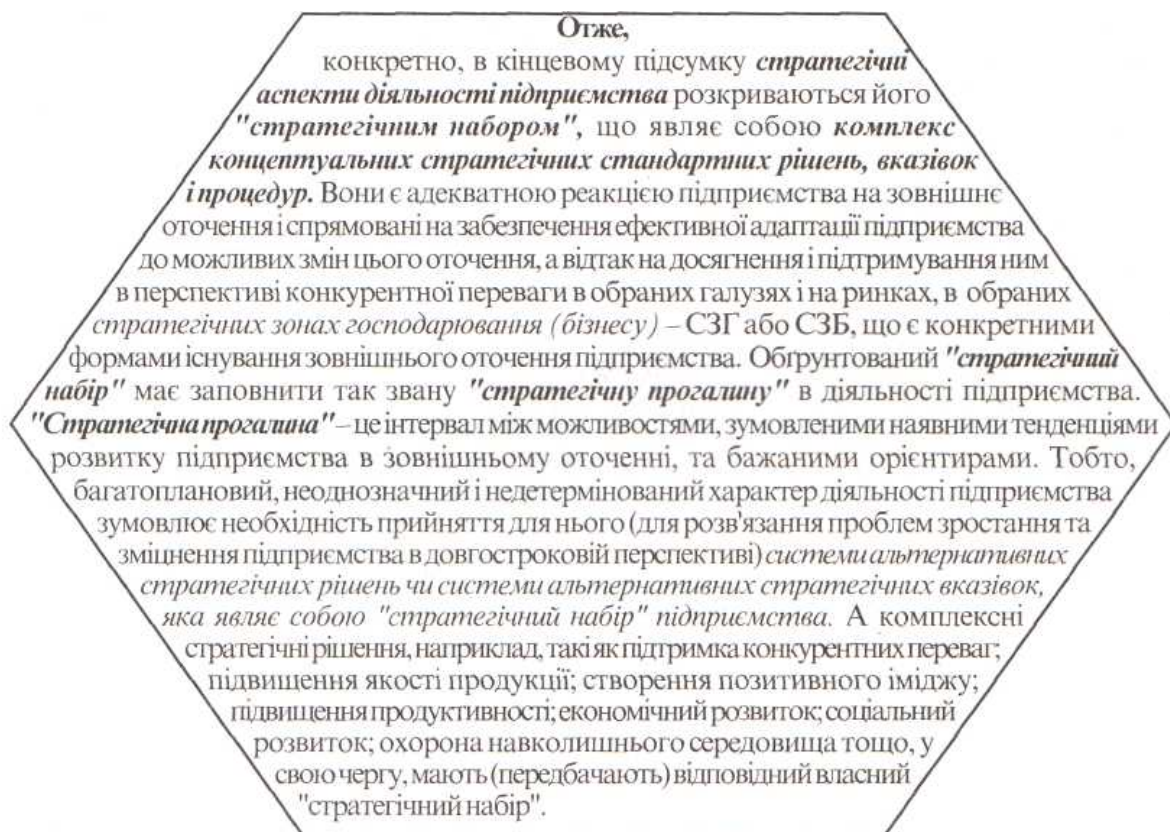 Отже,
конкретно, в кінцевому підсумку стратегічні
аспекти діяльності підприємства розкриваються його
"стратегічним набором", що являє собою комплекс
концептуальних стратегічних стандартних рішень, вказівок
і процедур. Вони є адекватною реакцією підприємства на зовнішнє
оточення і спрямовані на забезпечення ефективної адаптації підприємства
до можливих змін цього оточення, а відтак на досягнення і підтримування ним
в перспективі конкурентної переваги в обраних галузях і на ринках, в обраних
стратегічних зонах господарювання (бізнесу) – СЗГ або СЗБ, що є конкретними
формами існування зовнішнього оточення підприємства. Обґрунтований "стратегічний
набір" має заповнити так звану "стратегічну прогалину" в діяльності підприємства.
"Стратегічна прогалина" – це інтервал між можливостями, зумовленими наявними тенденціями
розвитку підприємства в зовнішньому оточенні, та бажаними орієнтирами. Тобто,
багатоплановий, неоднозначний і недетермінований характер діяльності підприємства
зумовлює необхідність прийняття для нього (для розв'язання проблем зростання та
зміцнення підприємства в довгостроковій перспективі) системи альтернативних
стратегічних рішень чи системи альтернативних стратегічних вказівок,
яка являє собою "стратегічний набір" підприємства. А комплексні
стратегічні рішення, наприклад, такі як підтримка конкурентних переваг;
підвищення якості продукції; створення позитивного іміджу;
підвищення продуктивності; економічний розвиток; соціальний
розвиток; охорона навколишнього середовища тощо, у
свою чергу, мають (передбачають) відповідний власний
"стратегічний набір".